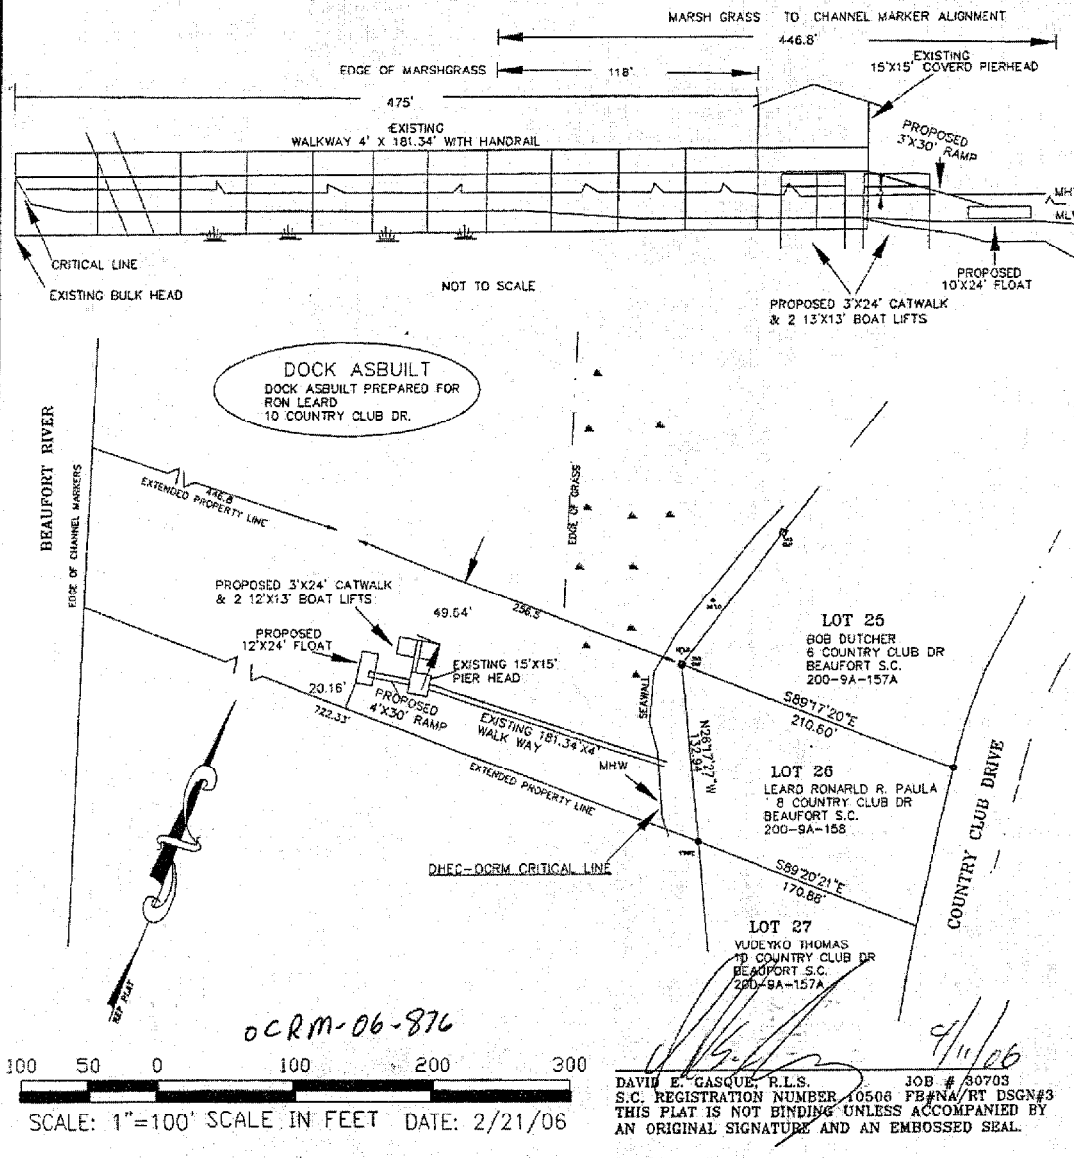 MARSH GRASS TO CHANNEL MARKER ALIGNMENT
446.8'
EXISTING
15'X15' COVERD PIERHEAD
EDGE OF MARSHGRASS
118'
475'
EXISTING
WALKWAY 4' X 181.34' WITH HANDRAIL
PROPOSED
3'X30' RAMP
CRITICAL LINE
EXISTING BULK HEAD
NOT TO SCALE
PROPOSED
10'X24' FLOAT
PROPOSED 3'X24' CATWALK
& 2 13'X13' BOAT LIFTS
DOCK ASBUILT
DOCK ASBUILT PREPARED FOR
RON LEARD
10 COUNTRY CLUB DR.
BEAUFORT RIVER
EDGE OF CHANNEL MARKERS
446.8
EXTENDED PROPERTY LINE
EDGE OF GRASS
PROPOSED 3'X24' CATWALK
& 2 12'X13' BOAT LIFTS
49.64'
256.5
PROPOSED
12'X24' FLOAT
EXISTING 15'X15'
PIER HEAD
20.16'
722.33'
PROPOSED
4'X30' RAMP
EXISTING 181.34'X4'
WALK WAY
SEAWALL
MHW
EXTENDED PROPERTY LINE
N26°17'27"W
132.94
DHEC-OCRM CRITICAL LINE
LOT 25
BOB DUTCHER
6 COUNTRY CLUB DR
BEAUFORT S.C.
200-9A-157A
S89°17'20"E
210.60'
LOT 26
LEARD RONARLD R. PAULA
8 COUNTRY CLUB DR
BEAUFORT S.C.
200-9A-158
S89°20'21"E
170.86'
COUNTRY CLUB DRIVE
LOT 27
VUDEYKO THOMAS
10 COUNTRY CLUB DR
BEAUFORT S.C.
200-9A-157A
REF PLAT
OCRM-06-876
100 50 0 100 200 300
SCALE: 1"=100' SCALE IN FEET DATE: 2/21/06
4/11/06
DAVID E. GASQUE, R.L.S. JOB # 30703
S.C. REGISTRATION NUMBER 10506 FB#NA/RT DSGN#3
THIS PLAT IS NOT BINDING UNLESS ACCOMPANIED BY
AN ORIGINAL SIGNATURE AND AN EMBOSSED SEAL.